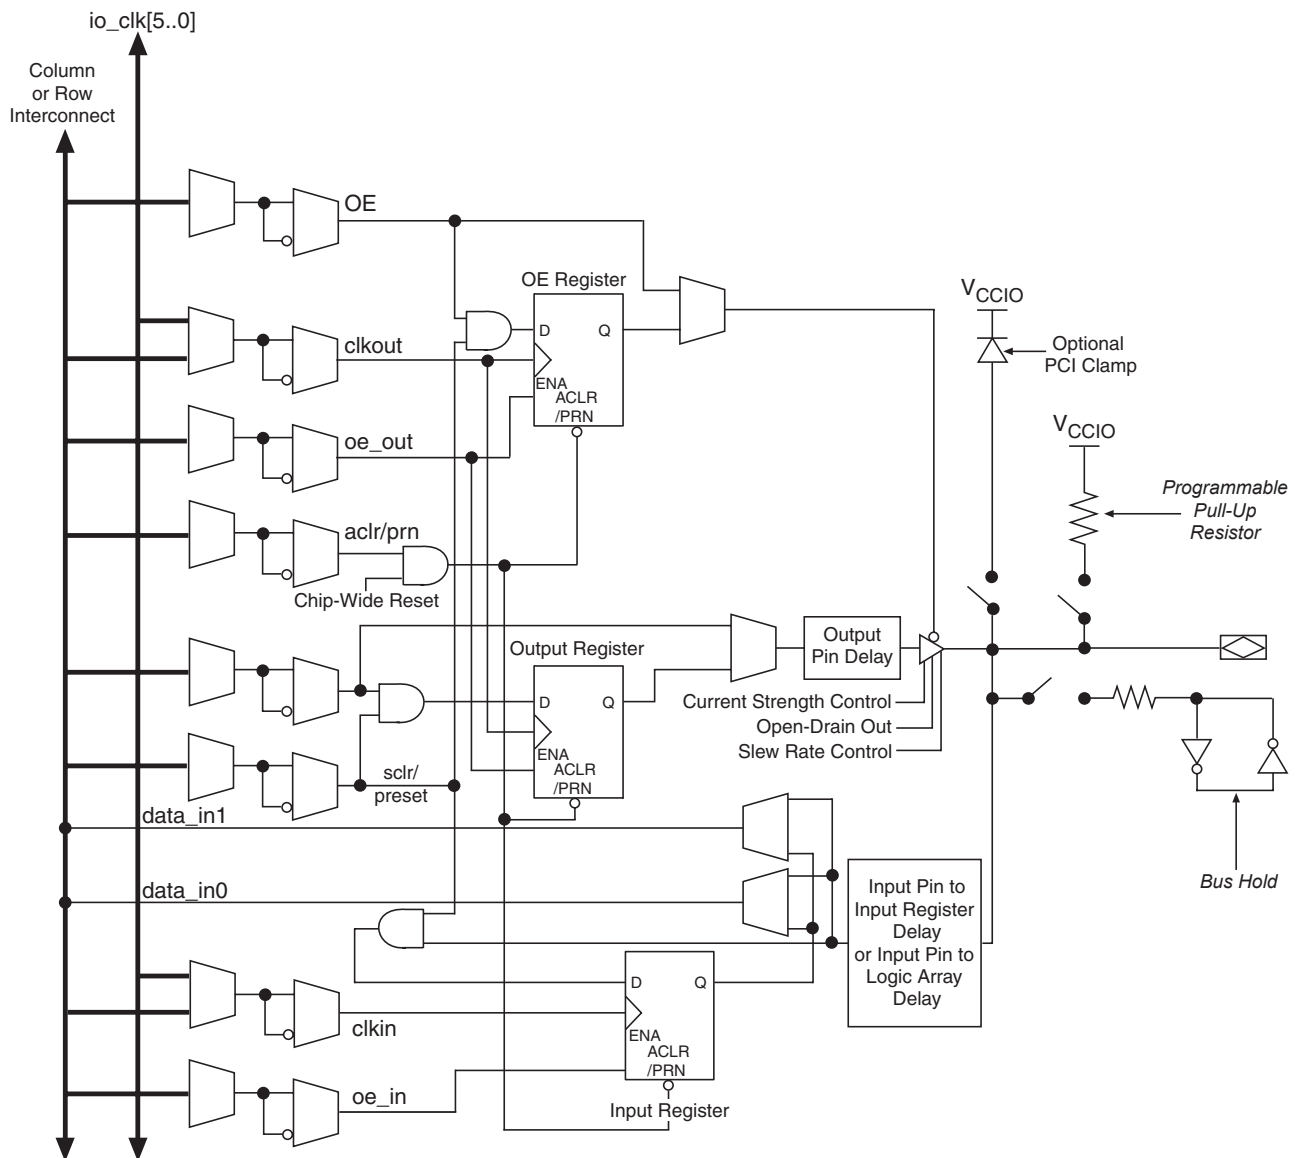 io_clk[5..0]
Column
or Row
Interconnect
OE
OE Register
D
Q
ENA
ACLR
/PRN
clkout
oe_out
aclr/prn
Chip-Wide Reset
VCCIO
Optional
PCI Clamp
VCCIO
Programmable
Pull-Up
Resistor
Output Register
D
Q
ENA
ACLR
/PRN
Output
Pin Delay
Current Strength Control
Open-Drain Out
Slew Rate Control
sclr/
preset
data_in1
data_in0
Bus Hold
Input Pin to
Input Register
Delay
or Input Pin to
Logic Array
Delay
D
Q
ENA
ACLR
/PRN
clkin
oe_in
Input Register